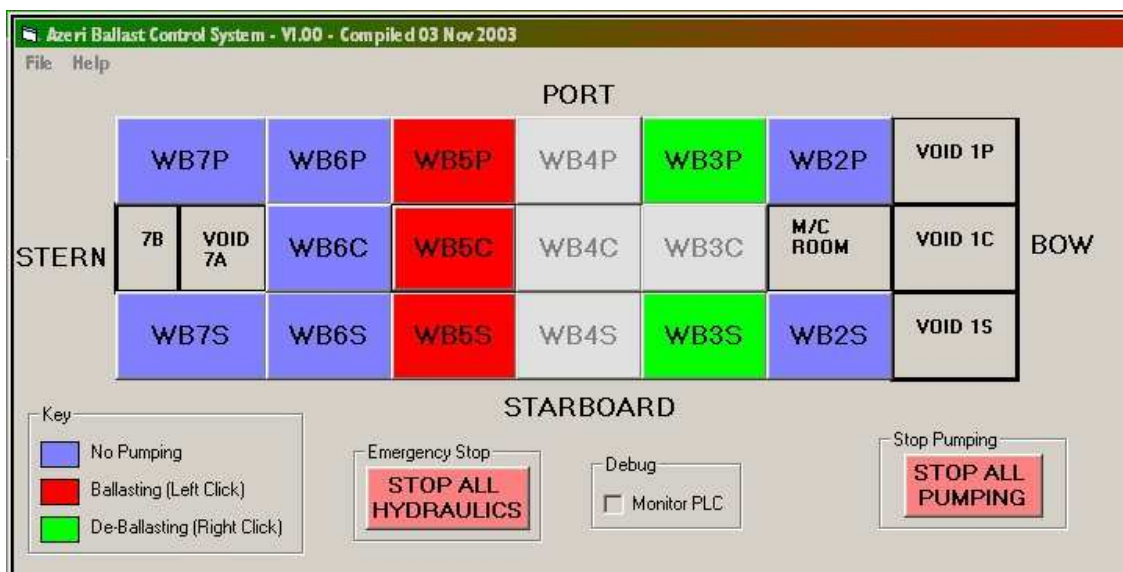 Azeri Ballast Control System - V1.00 - Compiled 03 Nov 2003
File Help
PORT
WB7P WB6P WB5P WB4P WB3P WB2P VOID 1P
STERN 7B VOID 7A WB6C WB5C WB4C WB3C M/C ROOM VOID 1C BOW
WB7S WB6S WB5S WB4S WB3S WB2S VOID 1S
STARBOARD
Key
No Pumping
Ballasting (Left Click)
De-Ballasting (Right Click)
Emergency Stop
STOP ALL
HYDRAULICS
Debug
Monitor PLC
Stop Pumping
STOP ALL
PUMPING